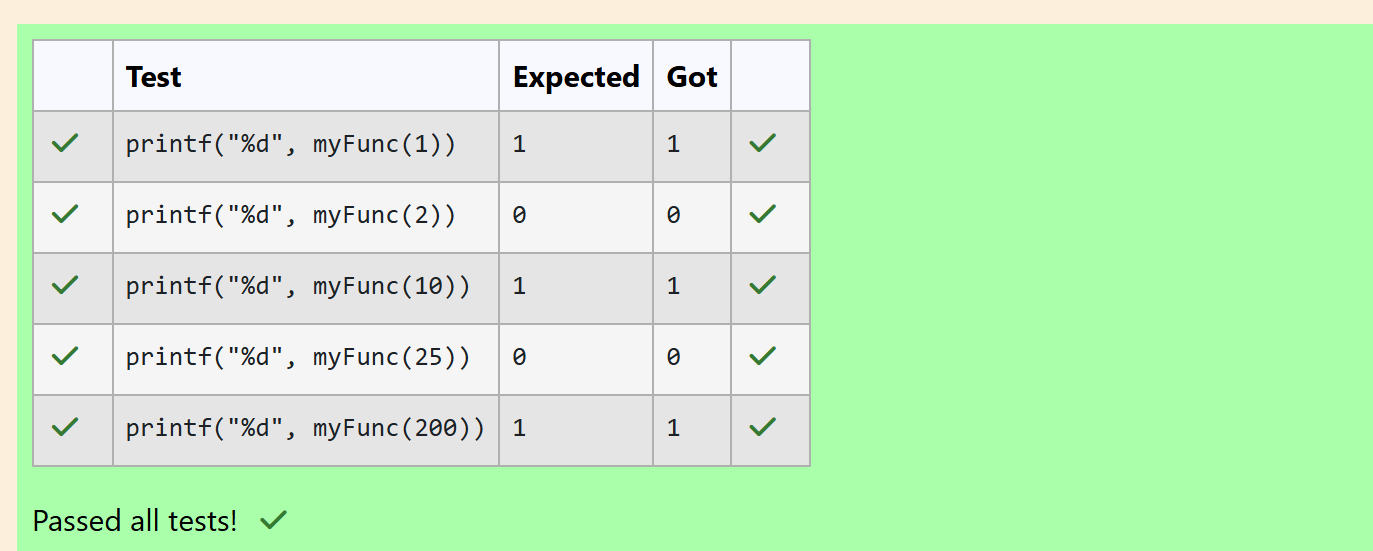 Test Expected Got
printf("%d", myFunc(1)) 1 1
printf("%d", myFunc(2)) 0 0
printf("%d", myFunc(10)) 1 1
printf("%d", myFunc(25)) 0 0
printf("%d", myFunc(200)) 1 1
Passed all tests!